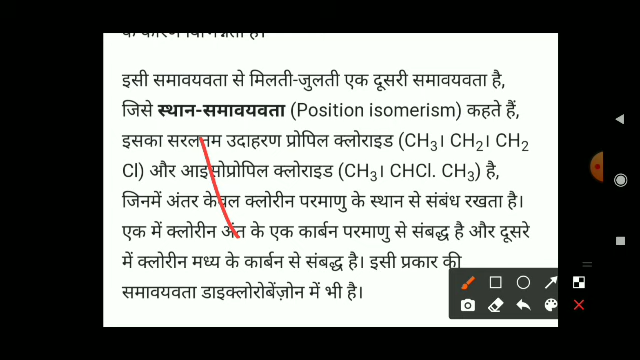 के कारण विभिन्नता है।
इसी समावयवता से मिलती-जुलती एक दूसरी समावयवता है,
जिसे स्थान-समावयवता (Position isomerism) कहते हैं,
इसका सरलतम उदाहरण प्रोपिल क्लोराइड (CH₃। CH₂। CH₂
Cl) और आइसोप्रोपिल क्लोराइड (CH₃। CHCl. CH₃) है,
जिनमें अंतर केवल क्लोरीन परमाणु के स्थान से संबंध रखता है।
एक में क्लोरीन अंत के एक कार्बन परमाणु से संबद्ध है और दूसरे
में क्लोरीन मध्य के कार्बन से संबद्ध है। इसी प्रकार की
समावयवता डाइक्लोरोबेंज़ोन में भी है।